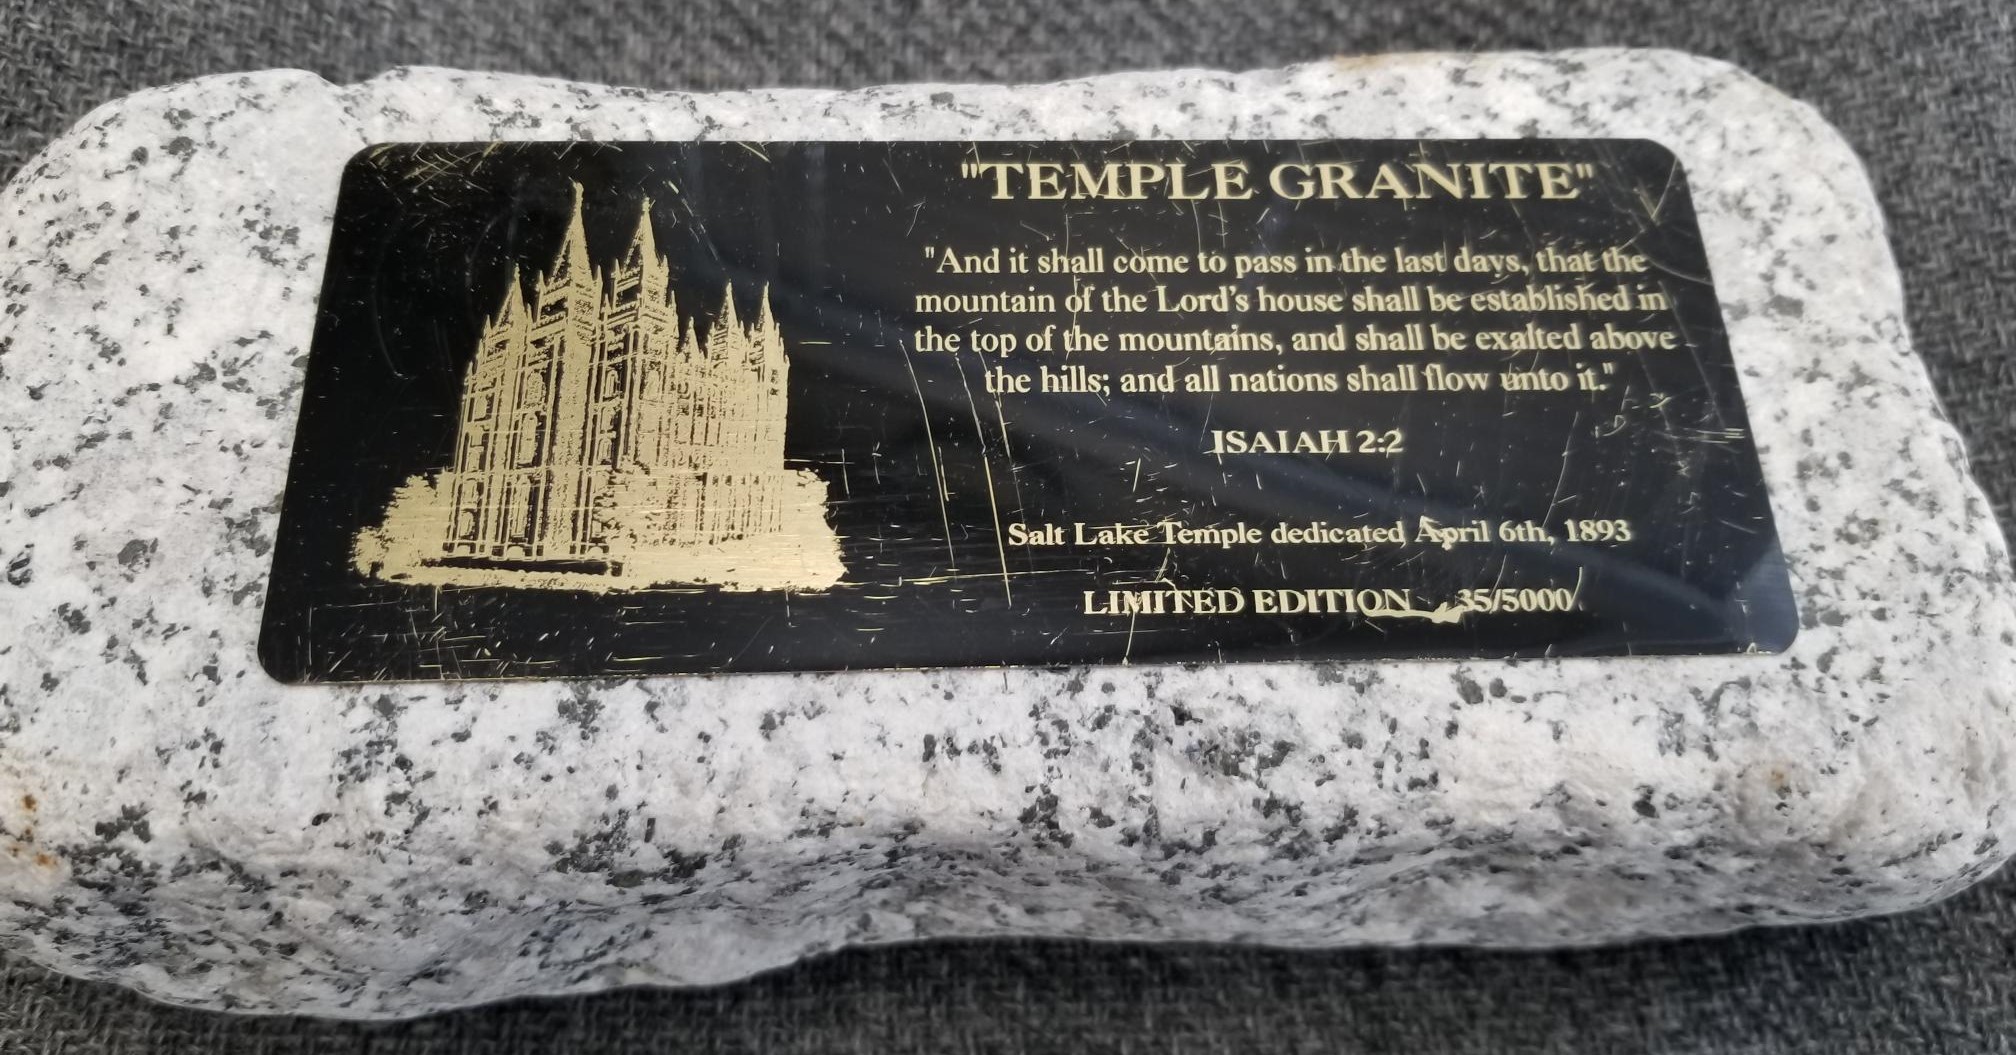 "TEMPLE GRANITE"
"And it shall come to pass in the last days, that the
mountain of the Lord's house shall be established in
the top of the mountains, and shall be exalted above
the hills; and all nations shall flow unto it."
ISAIAH 2:2
Salt Lake Temple dedicated April 6th, 1893
LIMITED EDITION 35/5000